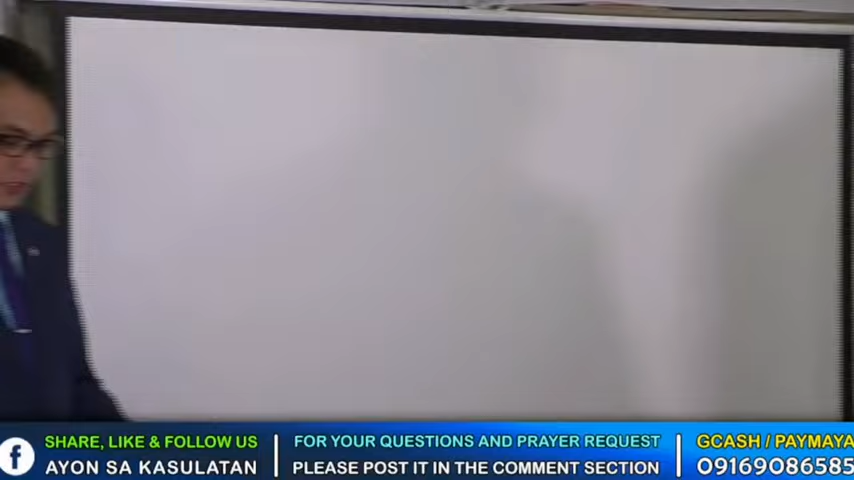 SHARE, LIKE & FOLLOW US
AYON SA KASULATAN
FOR YOUR QUESTIONS AND PRAYER REQUEST
PLEASE POST IT IN THE COMMENT SECTION
GCASH / PAYMAYA
09169086585